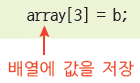 array[3] = b;
배열에 값을 저장